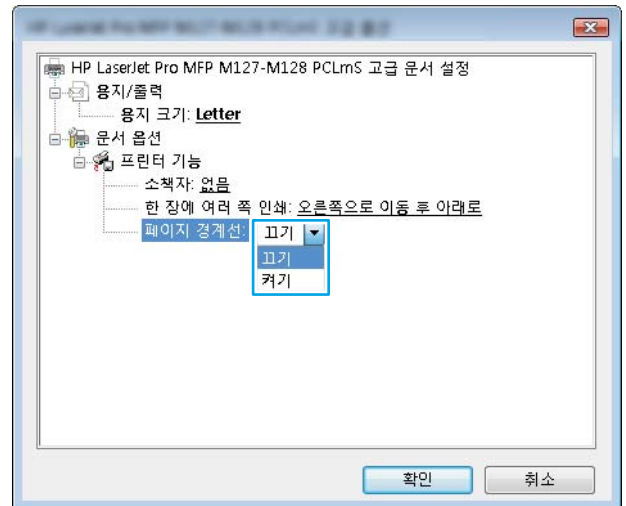 HP LaserJet Pro MFP M127-M128 PCLmS 고급 문서 설정
용지/출력
용지 크기: Letter
문서 옵션
프린터 기능
소책자: 없음
한 장에 여러 쪽 인쇄: 오른쪽으로 이동 후 아래로
페이지 경계선: 끄기
끄기
켜기
확인 취소